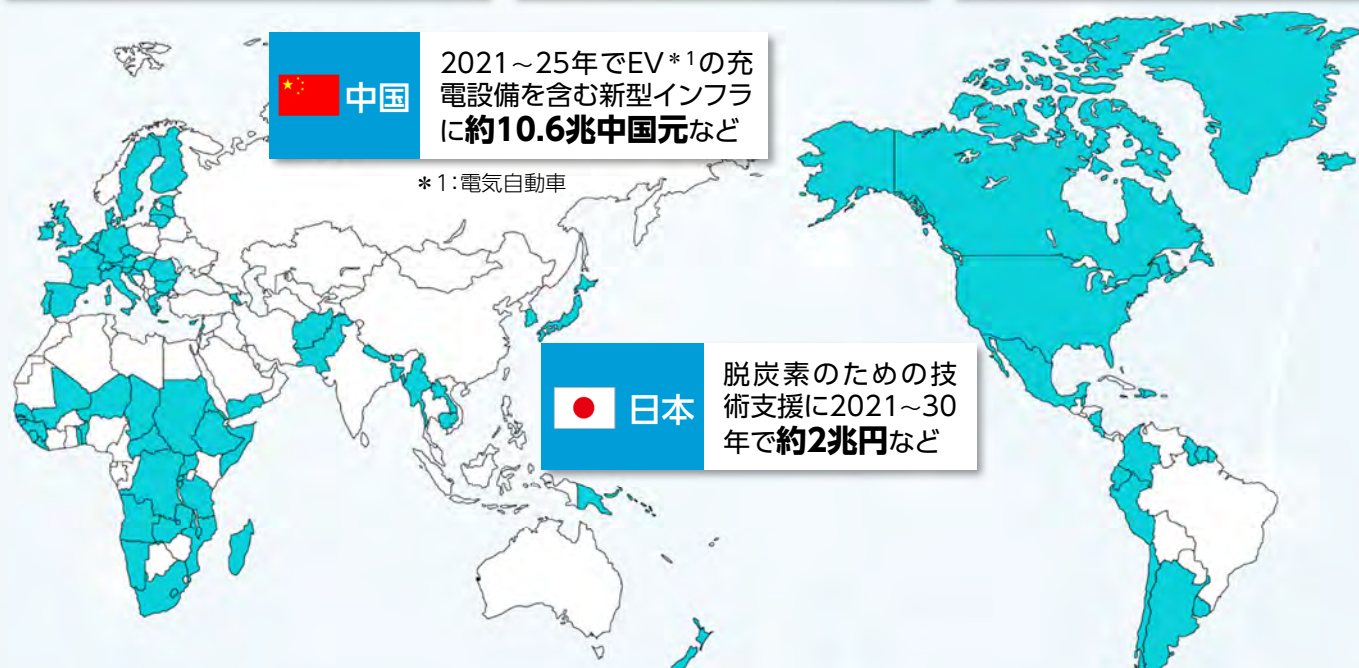 中国
2021～25年でEV＊1の充
電設備を含む新型インフラ
に約10.6兆中国元など
＊1：電気自動車
日本
脱炭素のための技
術支援に2021～30
年で約2兆円など